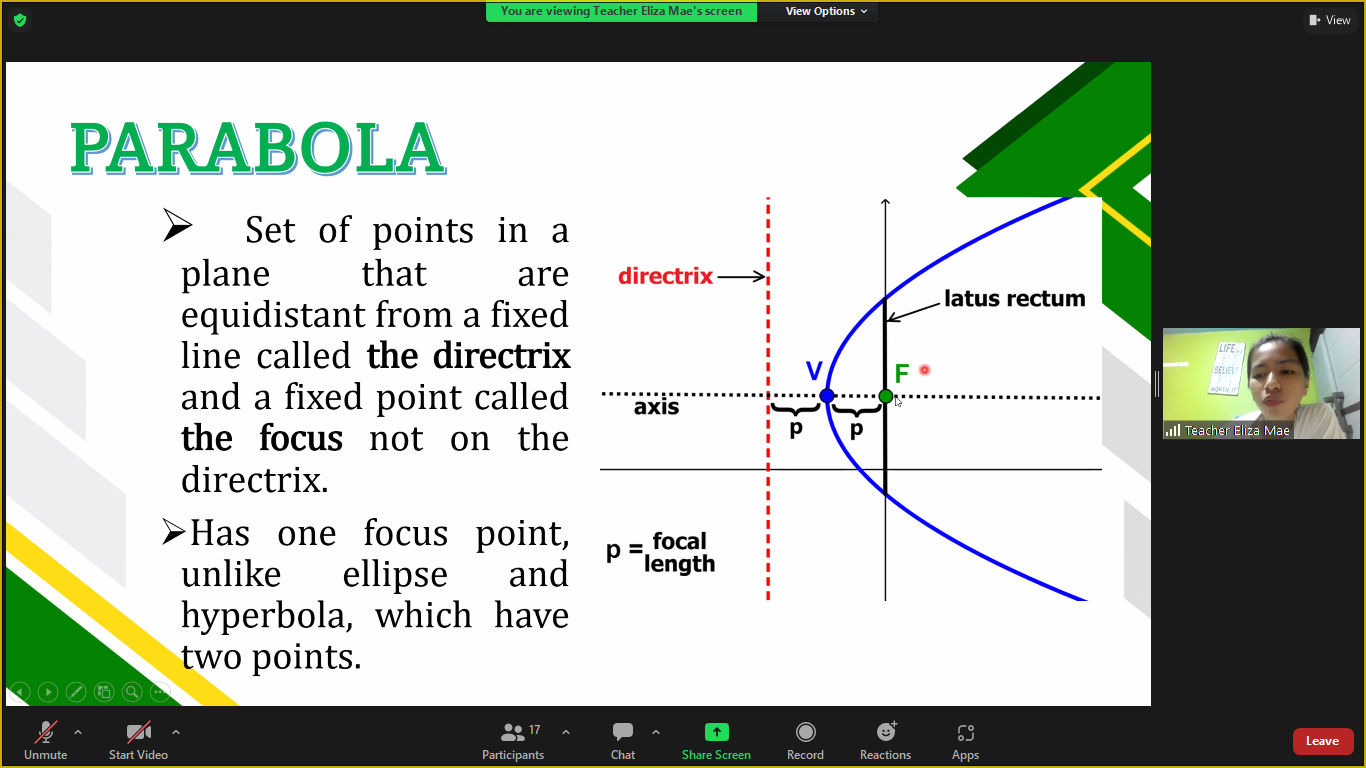 You are viewing Teacher Eliza Mae's screen
View Options
View
PARABOLA
Set of points in a
plane that are
equidistant from a fixed
line called the directrix
and a fixed point called
the focus not on the
directrix.
Has one focus point,
unlike ellipse and
hyperbola, which have
two points.
directrix
latus rectum
V
F
axis
p
p
p = focal
length
LIFE
BELIEVE
WORTH IT
Teacher Eliza Mae
Unmute
Start Video
Participants
17
Chat
Share Screen
Record
Reactions
Apps
Leave